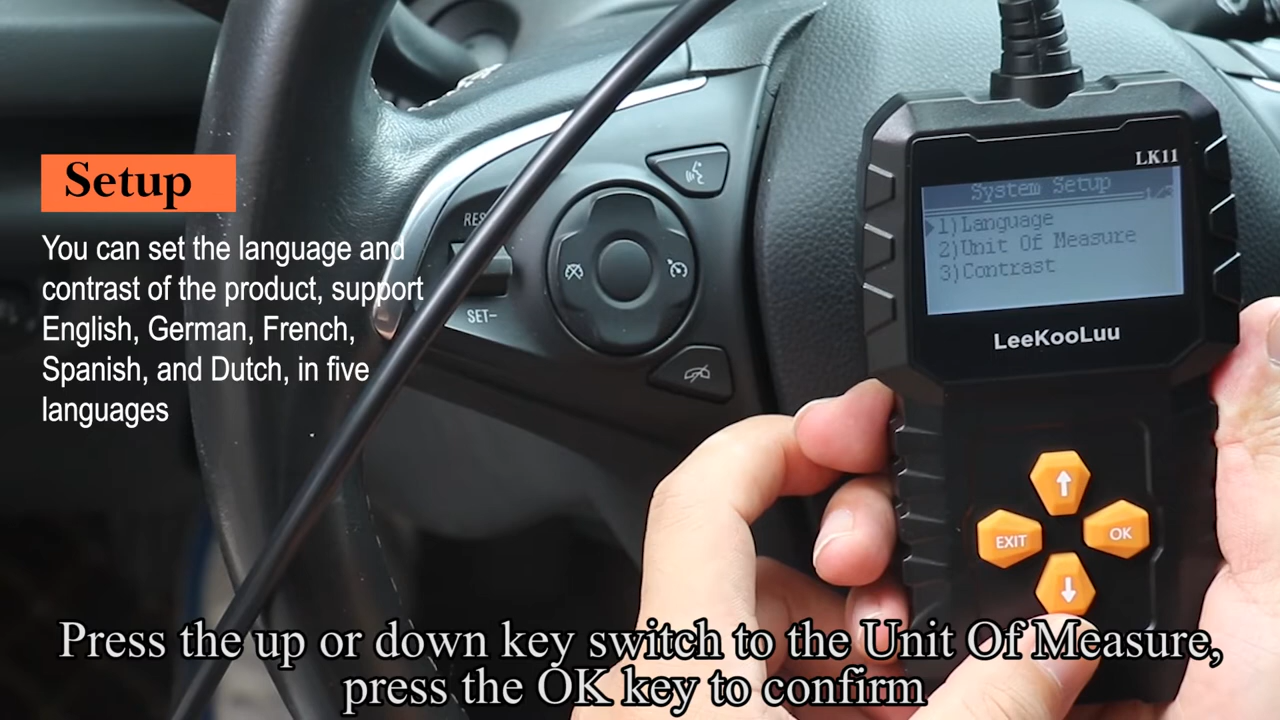 Setup
You can set the language and
contrast of the product, support
English, German, French,
Spanish, and Dutch, in five
languages
RES
SET−
LK11
System Setup
1)Language
2)Unit Of Measure
3)Contrast
LeeKooLuu
EXIT
OK
Press the up or down key switch to the Unit Of Measure,
press the OK key to confirm